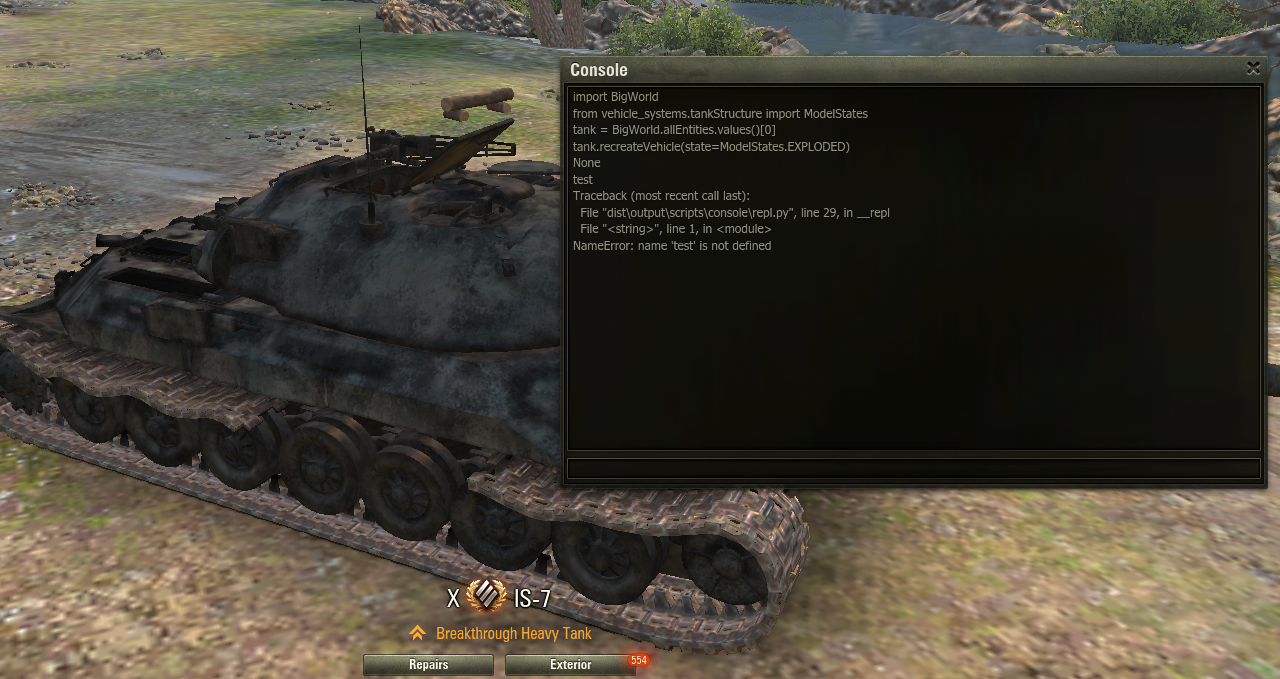 Console
import BigWorld
from vehicle_systems.tankStructure import ModelStates
tank = BigWorld.allEntities.values()[0]
tank.recreateVehicle(state=ModelStates.EXPLODED)
None
test
Traceback (most recent call last):
  File "dist\output\scripts\console\repl.py", line 29, in __repl
  File "<string>", line 1, in <module>
NameError: name 'test' is not defined
X IS-7
Breakthrough Heavy Tank
Repairs Exterior 554